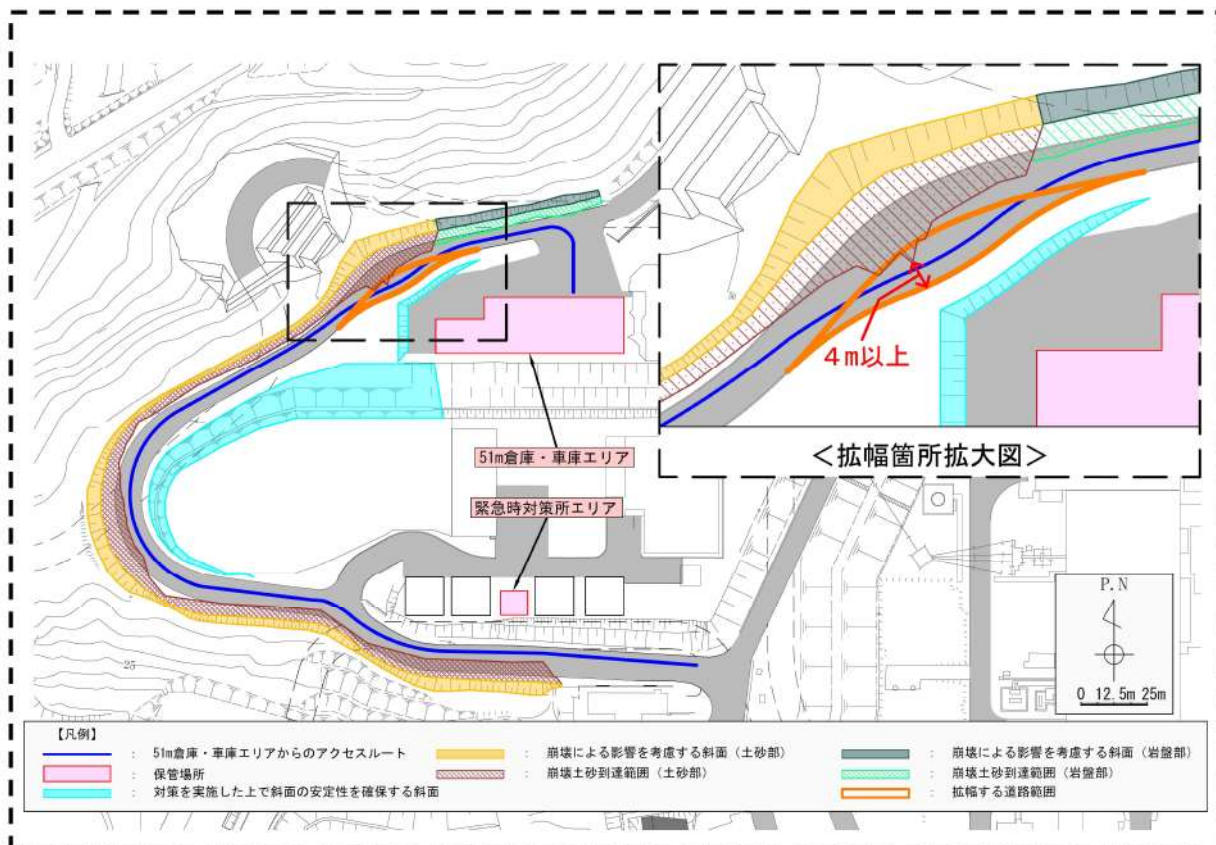 4m以上
<拡幅箇所拡大図>
51m倉庫・車庫エリア
緊急時対策所エリア
P.N
0 12.5m 25m
25
【凡例】
: 51m倉庫・車庫エリアからのアクセスルート
: 保管場所
: 対策を実施した上で斜面の安定性を確保する斜面
: 崩壊による影響を考慮する斜面(土砂部)
: 崩壊土砂到達範囲(土砂部)
: 崩壊による影響を考慮する斜面(岩盤部)
: 崩壊土砂到達範囲(岩盤部)
: 拡幅する道路範囲